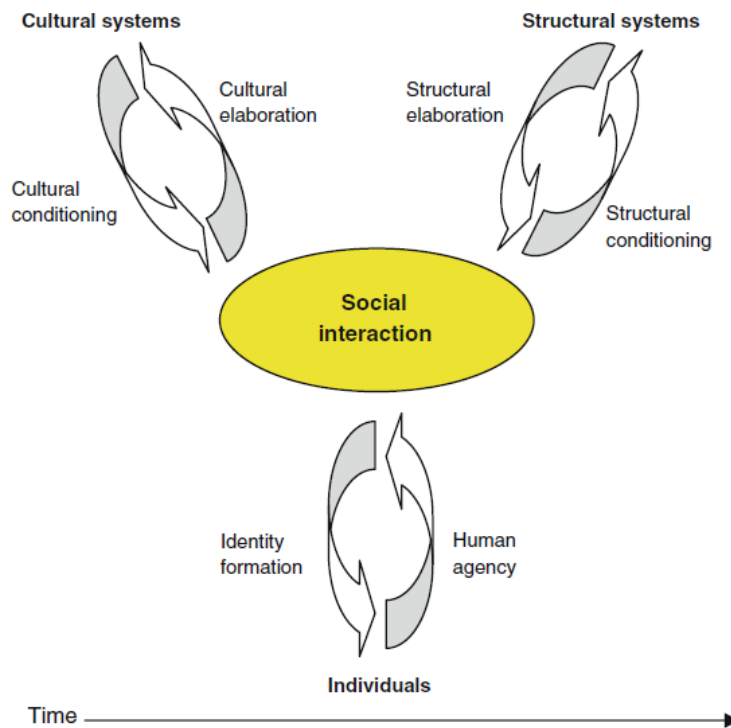 Cultural systems
Structural systems
Cultural
elaboration
Structural
elaboration
Cultural
conditioning
Structural
conditioning
Social
interaction
Identity
formation
Human
agency
Individuals
Time